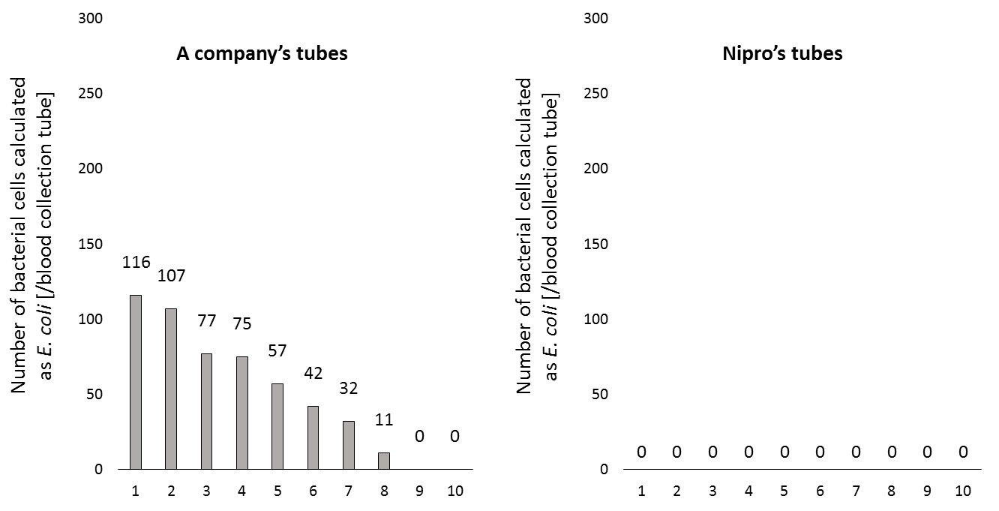 A company's tubes
Number of bacterial cells calculated
as E. coli [/blood collection tube]
300
250
200
150
100
50
0
116
107
77
75
57
42
32
11
0
0
1 2 3 4 5 6 7 8 9 10
Nipro's tubes
Number of bacterial cells calculated
as E. coli [/blood collection tube]
300
250
200
150
100
50
0
0 0 0 0 0 0 0 0 0 0
1 2 3 4 5 6 7 8 9 10